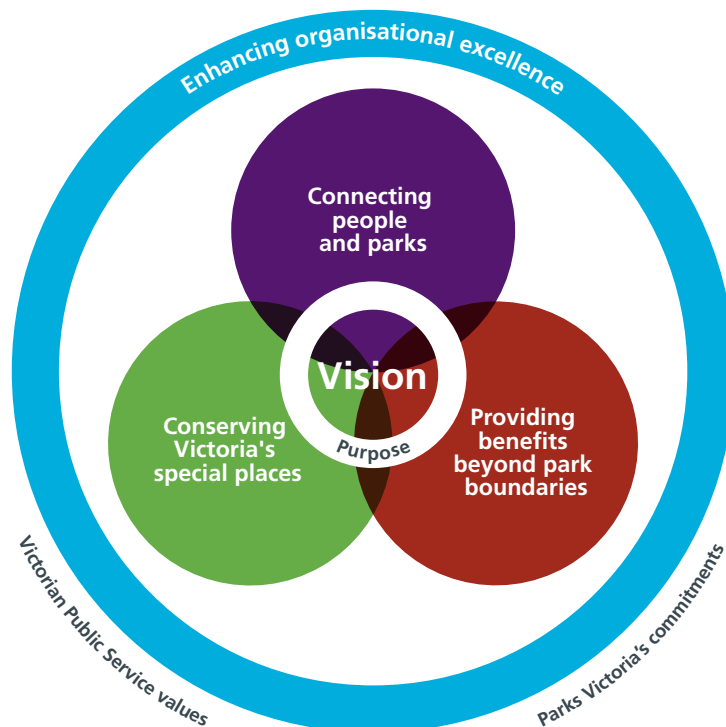 Enhancing organisational excellence
Connecting
people
and parks
Vision
Purpose
Conserving
Victoria's
special places
Providing
benefits
beyond park
boundaries
Victorian Public Service values
Parks Victoria’s commitments